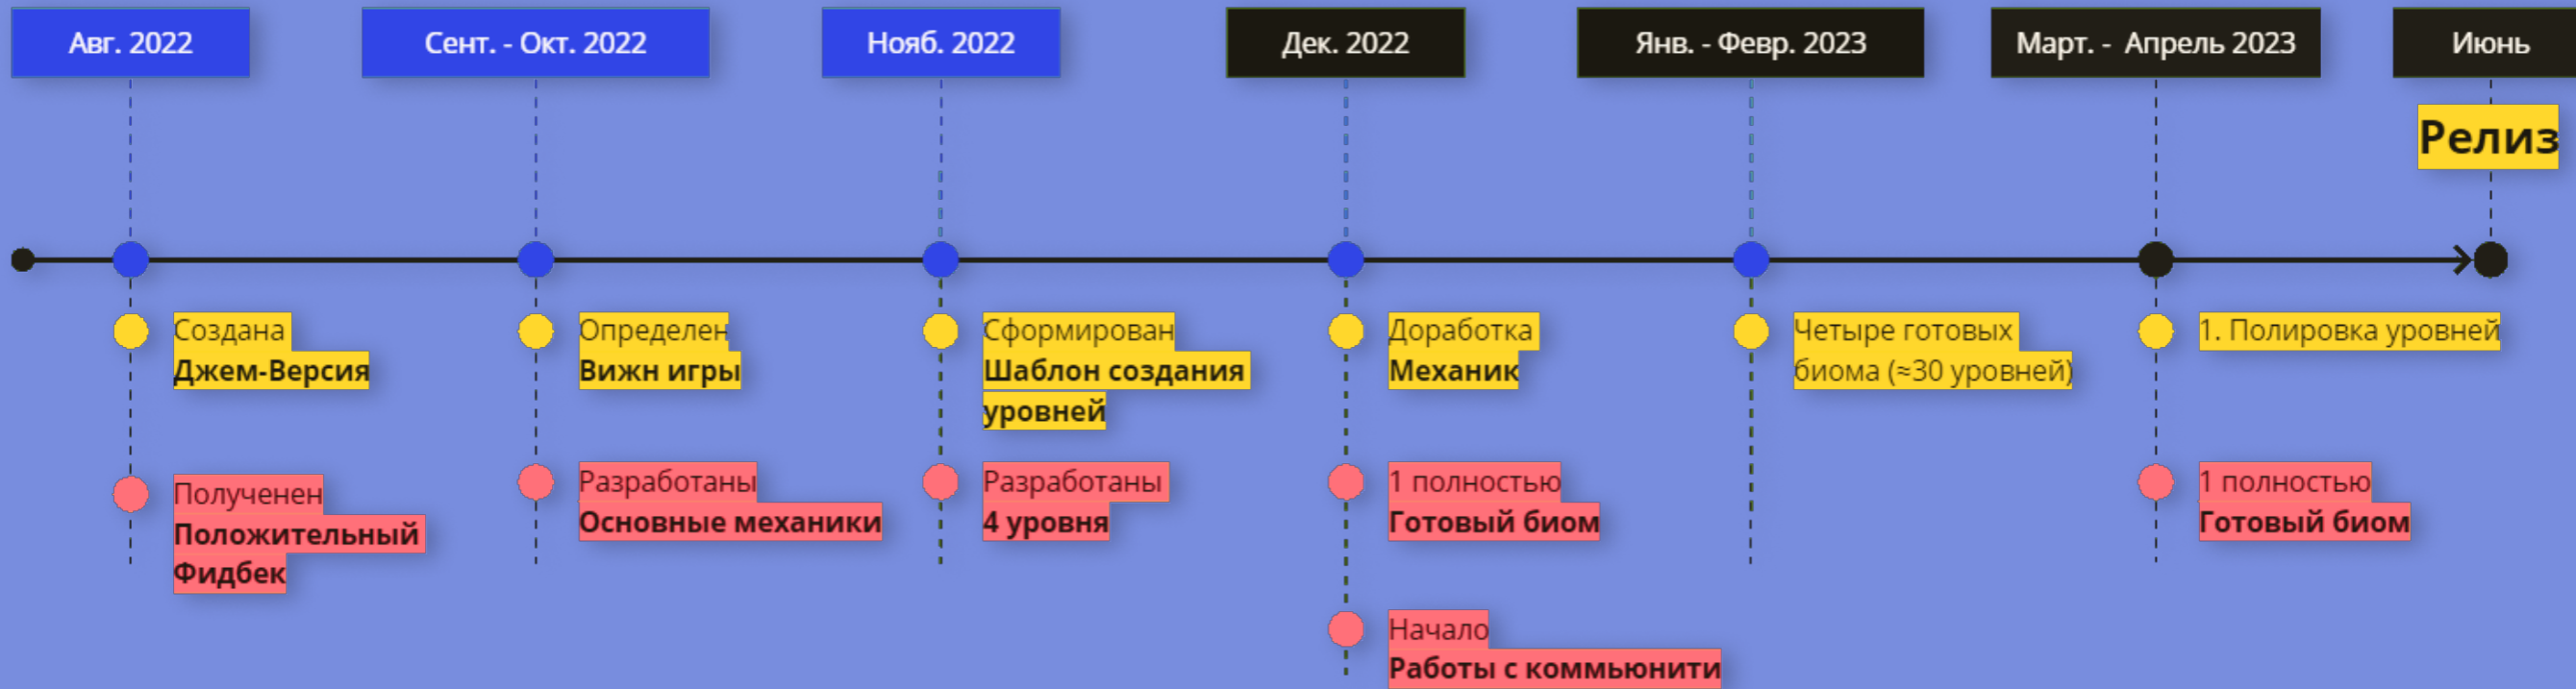 Авг. 2022
Сент. - Окт. 2022
Нояб. 2022
Дек. 2022
Янв. - Февр. 2023
Март. - Апрель 2023
Июнь
Релиз
Создана
Джем-Версия
Полученен
Положительный
Фидбек
Определен
Вижн игры
Разработаны
Основные механики
Сформирован
Шаблон создания
уровней
Разработаны
4 уровня
Доработка
Механик
1 полностью
Готовый биом
Начало
Работы с коммьюнити
Четыре готовых
биома (≈30 уровней)
1. Полировка уровней
1 полностью
Готовый биом